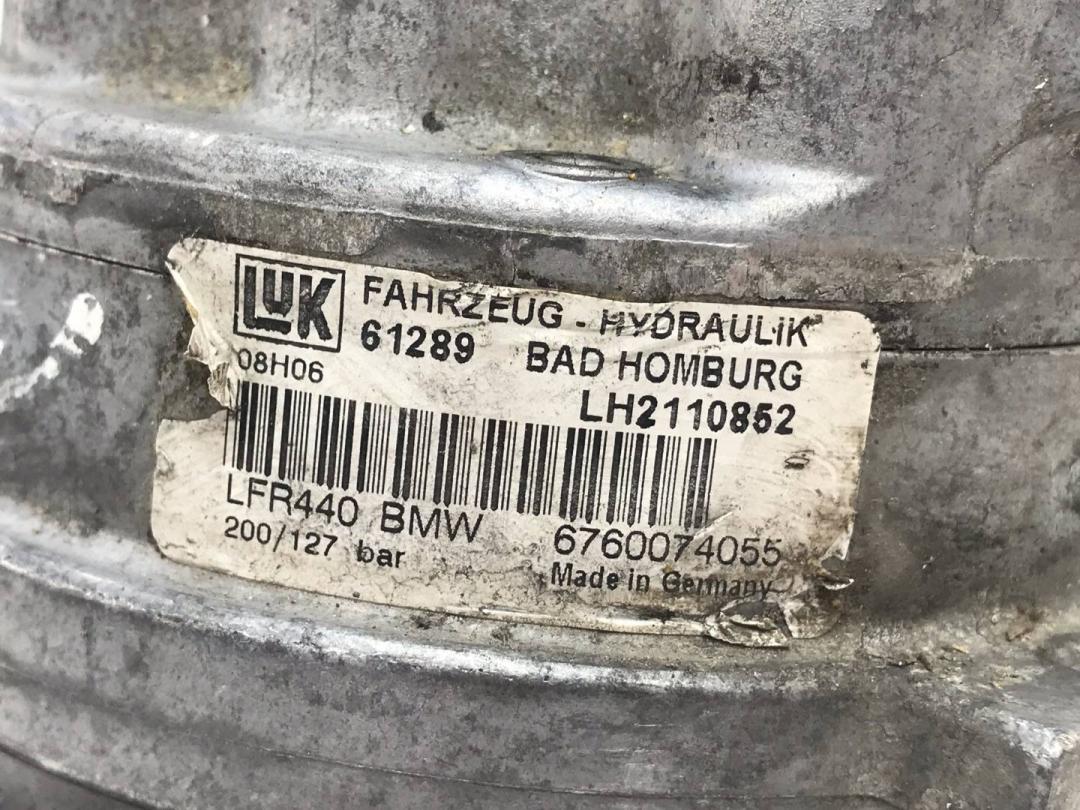 LuK FAHRZEUG - HYDRAULIK
61289 BAD HOMBURG
08H06 LH2110852
LFR440 BMW 6760074055
200/127 bar Made in Germany